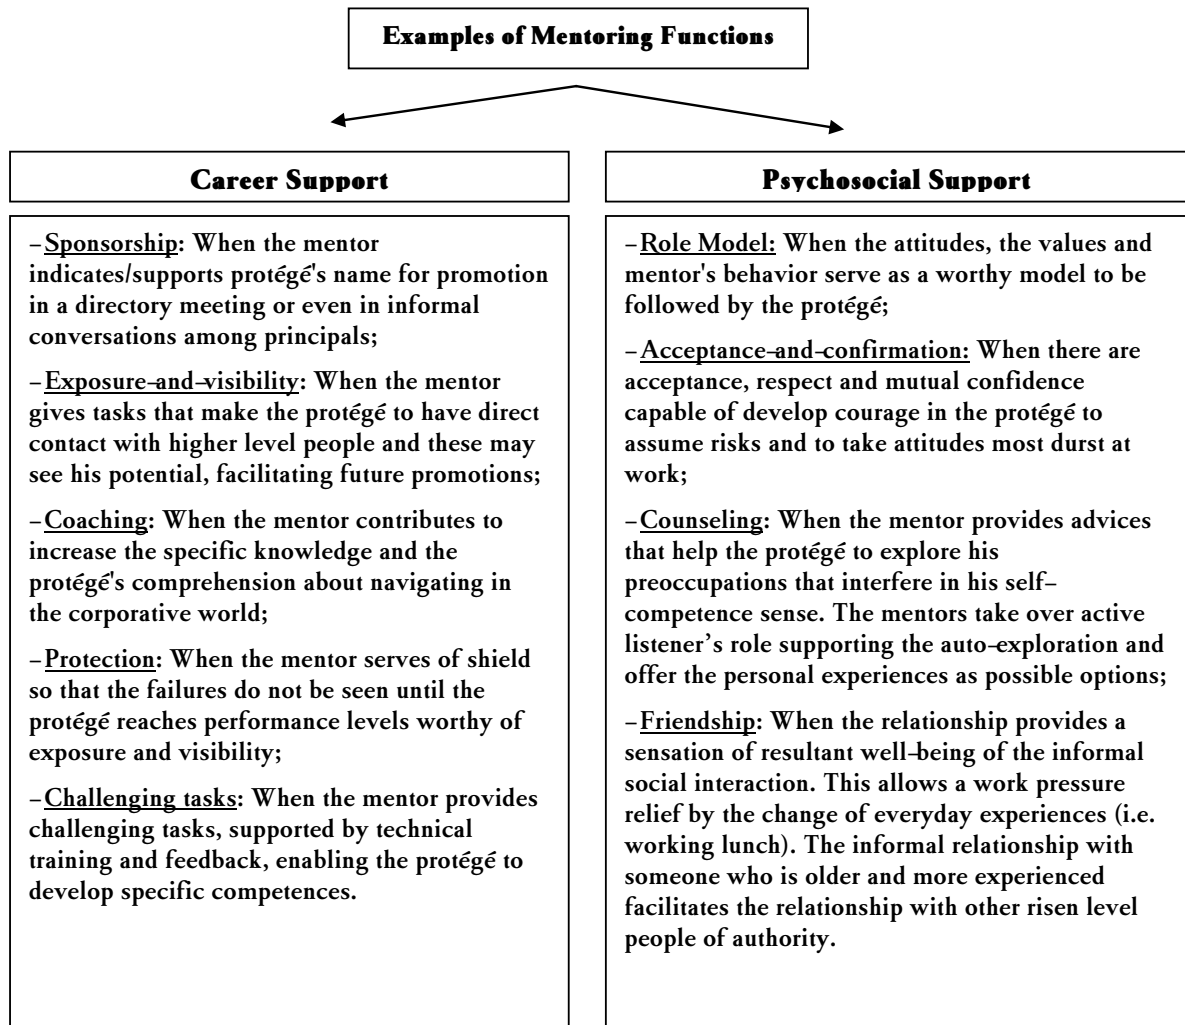 Examples of Mentoring Functions
Career Support
–Sponsorship: When the mentor
indicates/supports protégé's name for promotion
in a directory meeting or even in informal
conversations among principals;
–Exposure–and–visibility: When the mentor
gives tasks that make the protégé to have direct
contact with higher level people and these may
see his potential, facilitating future promotions;
–Coaching: When the mentor contributes to
increase the specific knowledge and the
protégé's comprehension about navigating in
the corporative world;
–Protection: When the mentor serves of shield
so that the failures do not be seen until the
protégé reaches performance levels worthy of
exposure and visibility;
–Challenging tasks: When the mentor provides
challenging tasks, supported by technical
training and feedback, enabling the protégé to
develop specific competences.
Psychosocial Support
–Role Model: When the attitudes, the values and
mentor's behavior serve as a worthy model to be
followed by the protégé;
–Acceptance–and–confirmation: When there are
acceptance, respect and mutual confidence
capable of develop courage in the protégé to
assume risks and to take attitudes most durst at
work;
–Counseling: When the mentor provides advices
that help the protégé to explore his
preoccupations that interfere in his self–
competence sense. The mentors take over active
listener’s role supporting the auto–exploration and
offer the personal experiences as possible options;
–Friendship: When the relationship provides a
sensation of resultant well–being of the informal
social interaction. This allows a work pressure
relief by the change of everyday experiences (i.e.
working lunch). The informal relationship with
someone who is older and more experienced
facilitates the relationship with other risen level
people of authority.